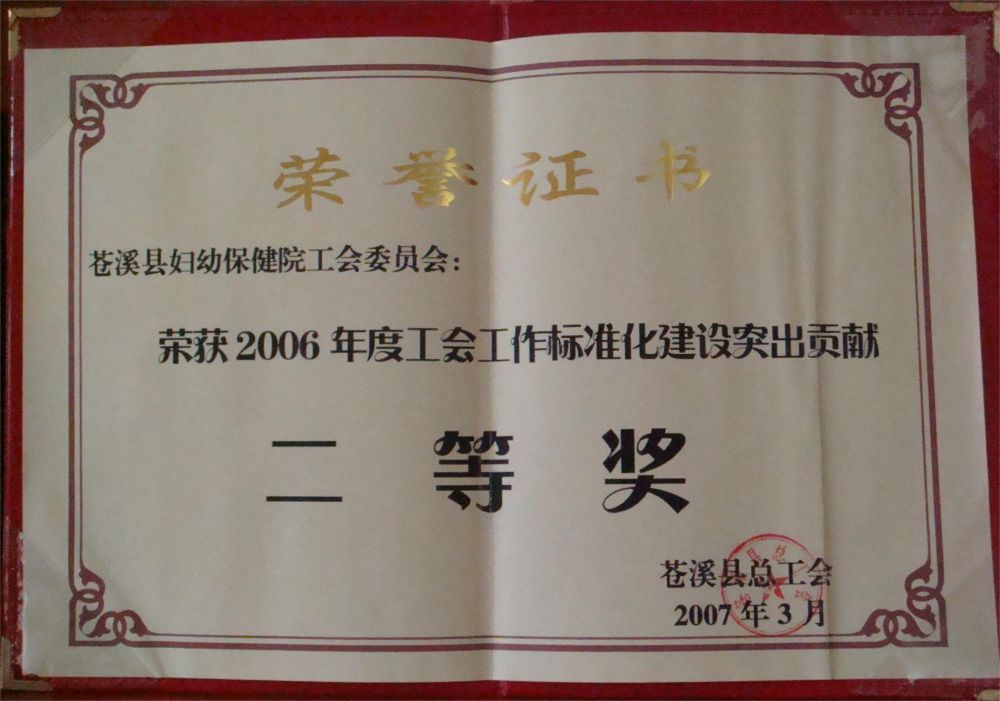 荣誉证书
苍溪县妇幼保健院工会委员会：
荣获2006年度工会工作标准化建设突出贡献
二等奖
苍溪县总工会
2007年3月